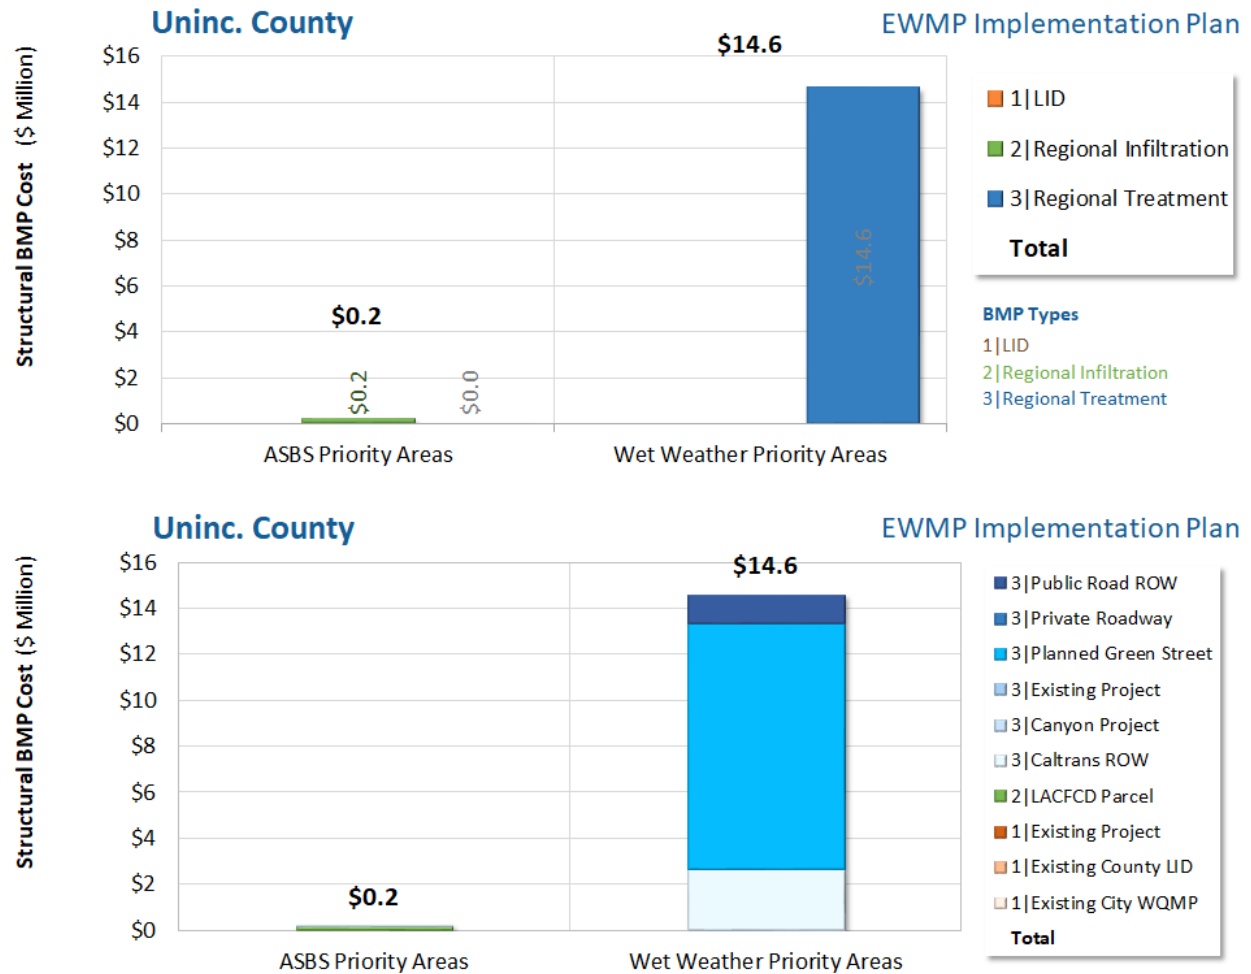 Uninc. County
EWMP Implementation Plan
Structural BMP Cost ($ Million)
$16
$14
$12
$10
$8
$6
$4
$2
$0
$14.6
$0.2
$0.2
$0.0
$14.6
ASBS Priority Areas
Wet Weather Priority Areas
1|LID
2|Regional Infiltration
3|Regional Treatment
Total
BMP Types
1|LID
2|Regional Infiltration
3|Regional Treatment
Uninc. County
EWMP Implementation Plan
Structural BMP Cost ($ Million)
$16
$14
$12
$10
$8
$6
$4
$2
$0
$14.6
$0.2
ASBS Priority Areas
Wet Weather Priority Areas
3|Public Road ROW
3|Private Roadway
3|Planned Green Street
3|Existing Project
3|Canyon Project
3|Caltrans ROW
2|LACFCD Parcel
1|Existing Project
1|Existing County LID
1|Existing City WQMP
Total